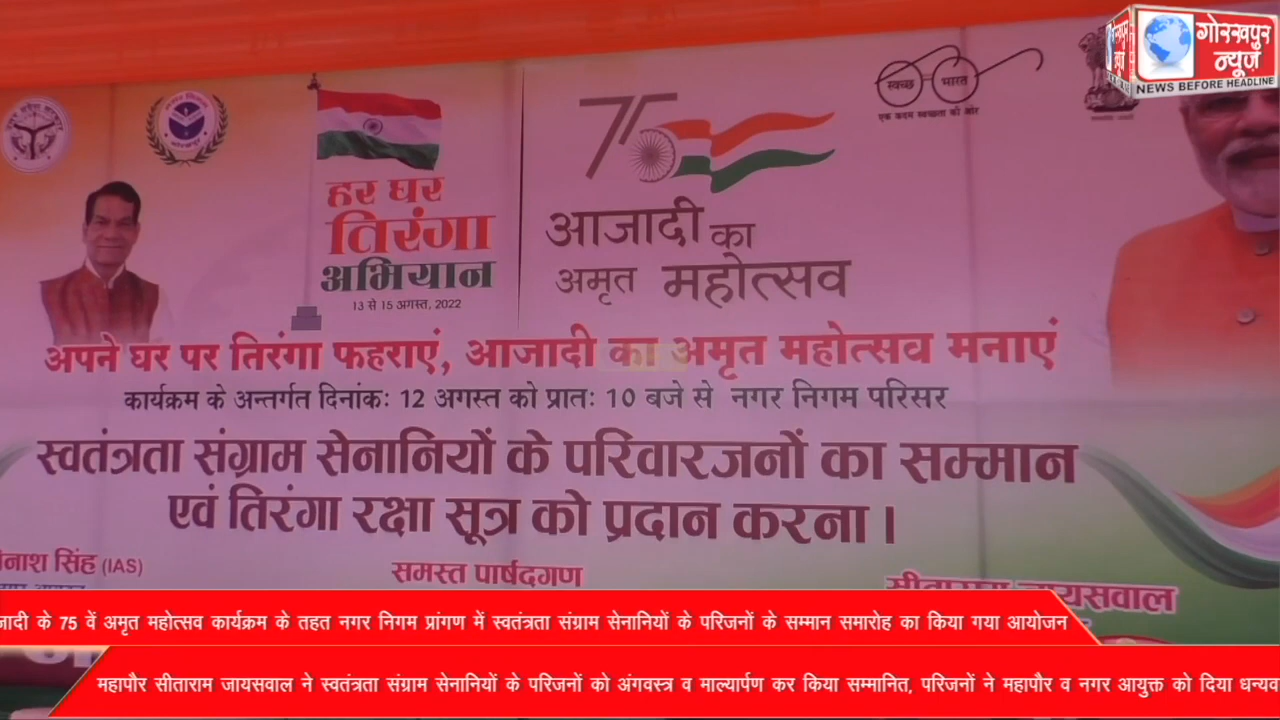 गोरखपुर
न्यूज़
NEWS BEFORE HEADLINE
स्वच्छ भारत
एक कदम स्वच्छता की ओर
75
हर घर
तिरंगा
अभियान
13 से 15 अगस्त, 2022
आजादी का
अमृत महोत्सव
अपने घर पर तिरंगा फहराएं, आजादी का अमृत महोत्सव मनाएं
कार्यक्रम के अन्तर्गत दिनांक: 12 अगस्त को प्रात: 10 बजे से नगर निगम परिसर
स्वतंत्रता संग्राम सेनानियों के परिवारजनों का सम्मान
एवं तिरंगा रक्षा सूत्र को प्रदान करना।
नाश सिंह (IAS)
समस्त पार्षदगण
सीताराम जायसवाल
जादी के 75 वें अमृत महोत्सव कार्यक्रम के तहत नगर निगम प्रांगण में स्वतंत्रता संग्राम सेनानियों के परिजनों के सम्मान समारोह का किया गया आयोजन
महापौर सीताराम जायसवाल ने स्वतंत्रता संग्राम सेनानियों के परिजनों को अंगवस्त्र व माल्यार्पण कर किया सम्मानित, परिजनों ने महापौर व नगर आयुक्त को दिया धन्यव